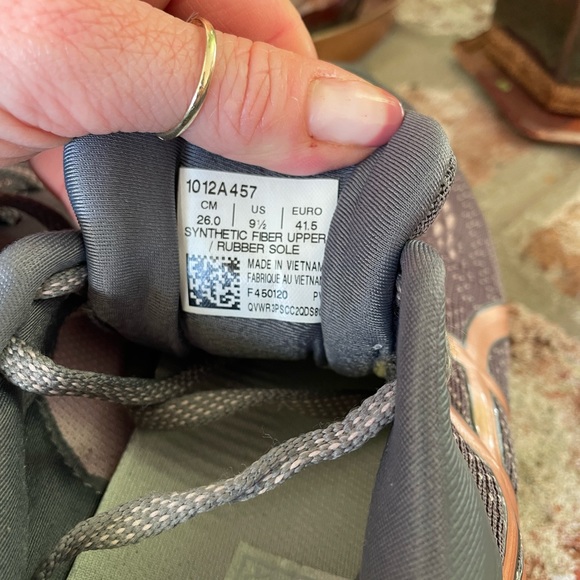 1012A457
CM | US | EURO
26.0 | 9½ | 41.5
SYNTHETIC FIBER UPPER
/ RUBBER SOLE
MADE IN VIETNAM
FABRIQUE AU VIETNAM
F450120